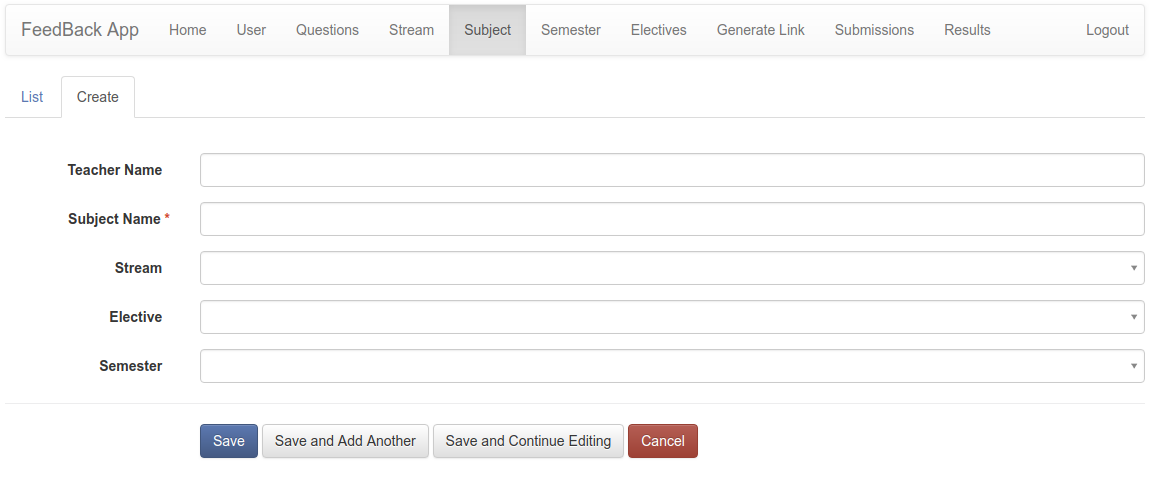 FeedBack App Home User Questions Stream Subject Semester Electives Generate Link Submissions Results Logout
List Create
Teacher Name
Subject Name *
Stream
Elective
Semester
Save Save and Add Another Save and Continue Editing Cancel